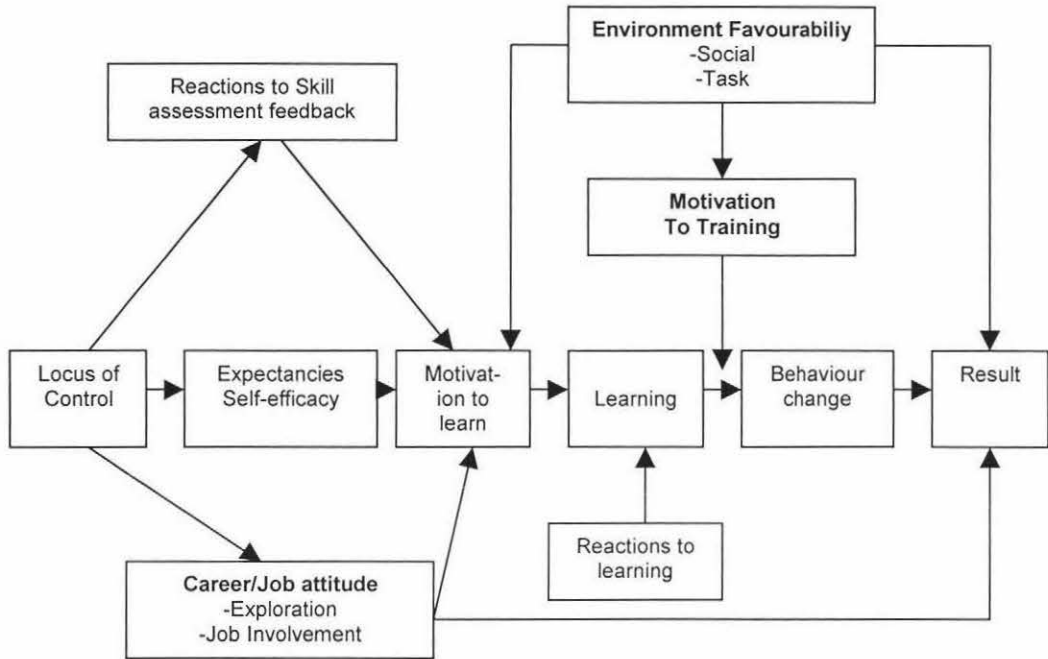 Environment Favourabiliy
-Social
-Task
Reactions to Skill
assessment feedback
Motivation
To Training
Locus of
Control
Expectancies
Self-efficacy
Motivat-
ion to
learn
Learning
Behaviour
change
Result
Reactions to
learning
Career/Job attitude
-Exploration
-Job Involvement